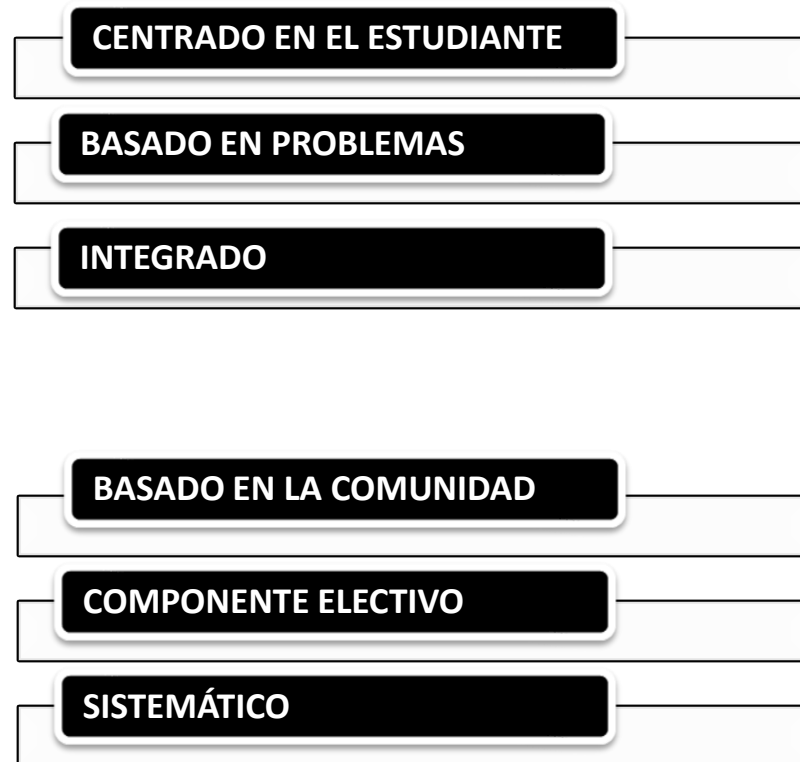 CENTRADO EN EL ESTUDIANTE
BASADO EN PROBLEMAS
INTEGRADO
BASADO EN LA COMUNIDAD
COMPONENTE ELECTIVO
SISTEMÁTICO